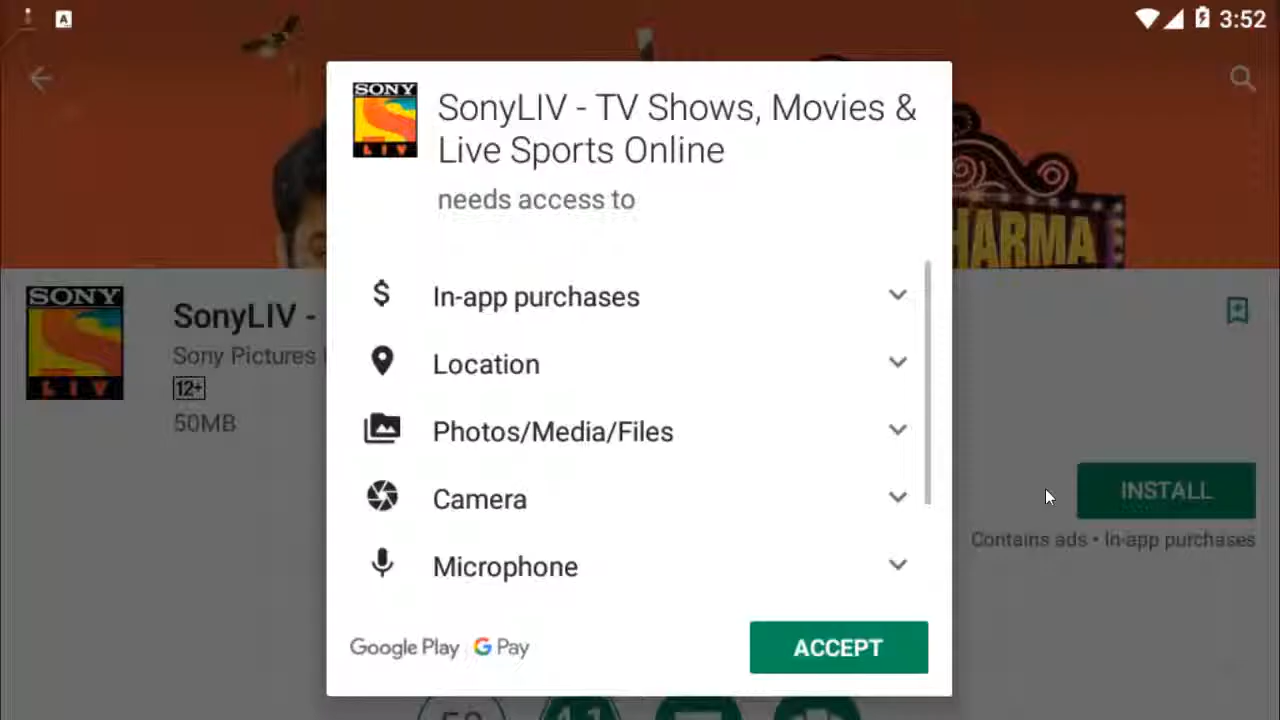 A
3:52
SONY
LIV
SonyLIV - TV Shows, Movies &
Live Sports Online
needs access to
HARMA
In-app purchases
Location
Photos/Media/Files
Camera
Microphone
Google Play G Pay
ACCEPT
SONY
LIV
SonyLIV -
Sony Pictures
12+
50MB
INSTALL
Contains ads • In-app purchases